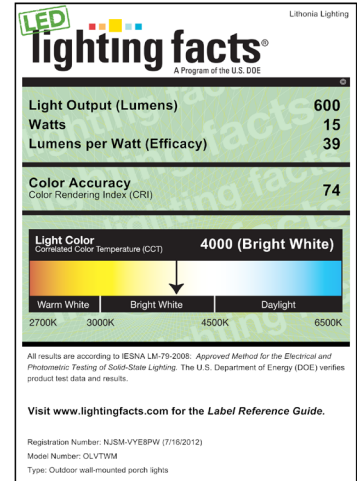 Lithonia Lighting
LED
lighting facts®
A Program of the U.S. DOE
Light Output (Lumens) 600
Watts 15
Lumens per Watt (Efficacy) 39
Color Accuracy
Color Rendering Index (CRI) 74
Light Color
Correlated Color Temperature (CCT) 4000 (Bright White)
Warm White Bright White Daylight
2700K 3000K 4500K 6500K
All results are according to IESNA LM-79-2008: Approved Method for the Electrical and
Photometric Testing of Solid-State Lighting. The U.S. Department of Energy (DOE) verifies
product test data and results.
Visit www.lightingfacts.com for the Label Reference Guide.
Registration Number: NJSM-VYE8PW (7/16/2012)
Model Number: OLVTWM
Type: Outdoor wall-mounted porch lights